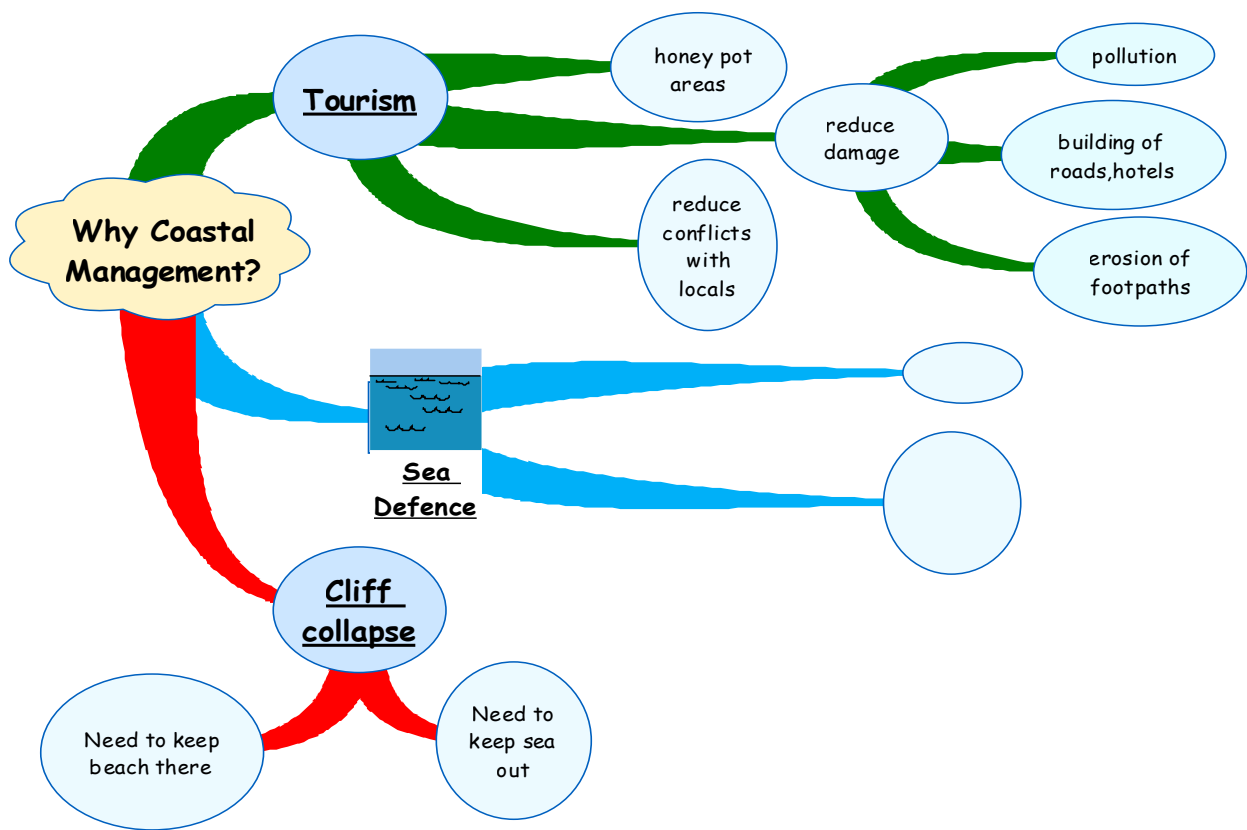 Tourism
honey pot
areas
reduce
damage
pollution
building of
roads,hotels
erosion of
footpaths
reduce
conflicts
with
locals
Why Coastal
Management?
Sea
Defence
Cliff
collapse
Need to keep
beach there
Need to
keep sea
out